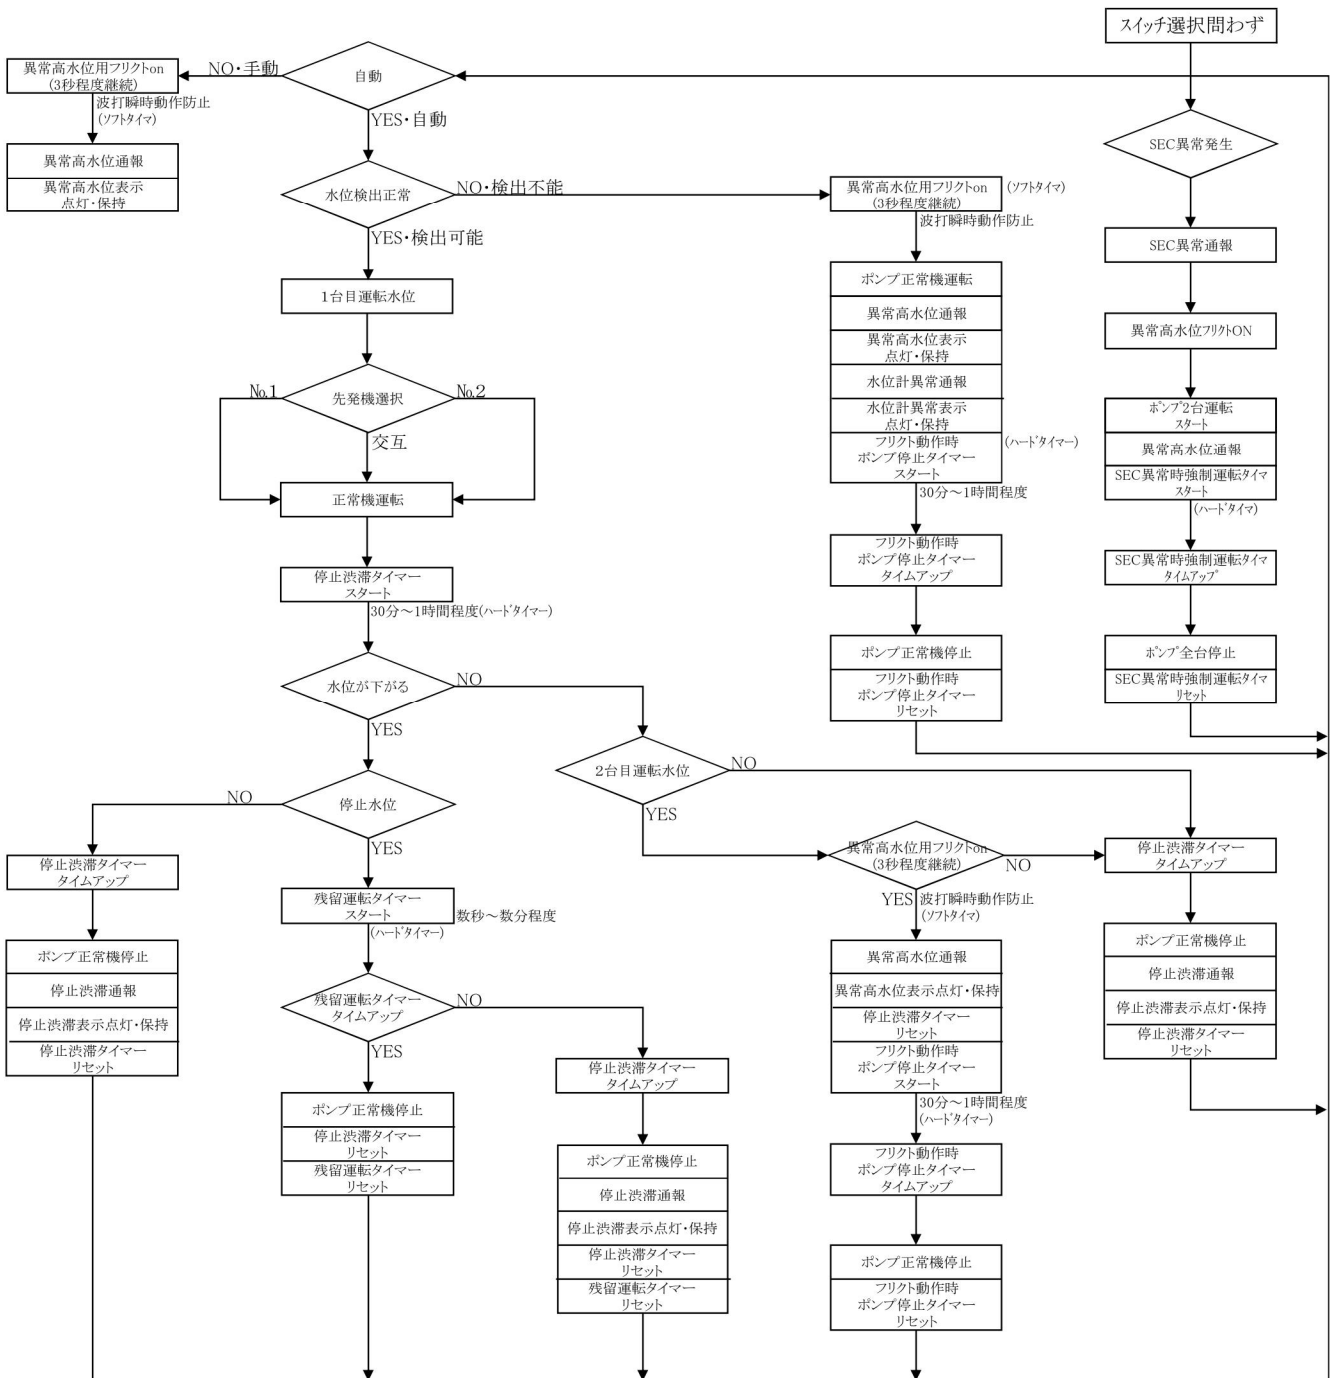 スイッチ選択問わず
異常高水位用フリクトon
(3秒程度継続)
NO・手動
自動
波打瞬時動作防止
(ソフトタイマ)
YES・自動
異常高水位通報
異常高水位表示
点灯・保持
SEC異常発生
水位検出正常
NO・検出不能
異常高水位用フリクトon
(3秒程度継続)
(ソフトタイマ)
波打瞬時動作防止
YES・検出可能
SEC異常通報
1台目運転水位
ポンプ正常機運転
異常高水位通報
異常高水位表示
点灯・保持
水位計異常通報
水位計異常表示
点灯・保持
フリクト動作時
ポンプ停止タイマー
スタート
(ハードタイマー)
30分～1時間程度
異常高水位フリクトON
№1
先発機選択
№2
交互
正常機運転
ポンプ2台運転
スタート
異常高水位通報
SEC異常時強制運転タイマ
スタート
(ハードタイマ)
停止渋滞タイマー
スタート
30分～1時間程度(ハードタイマー)
フリクト動作時
ポンプ停止タイマー
タイムアップ
SEC異常時強制運転タイマ
タイムアップ
水位が下がる
NO
YES
ポンプ正常機停止
フリクト動作時
ポンプ停止タイマー
リセット
ポンプ全台停止
SEC異常時強制運転タイマ
リセット
2台目運転水位
NO
YES
NO
停止水位
YES
停止渋滞タイマー
タイムアップ
異常高水位用フリクトon
(3秒程度継続)
NO
YES
波打瞬時動作防止
(ソフトタイマ)
停止渋滞タイマー
タイムアップ
残留運転タイマー
スタート
数秒～数分程度
(ハードタイマー)
ポンプ正常機停止
停止渋滞通報
停止渋滞表示点灯・保持
停止渋滞タイマー
リセット
残留運転タイマー
タイムアップ
NO
YES
異常高水位通報
異常高水位表示点灯・保持
停止渋滞タイマー
リセット
フリクト動作時
ポンプ停止タイマー
スタート
30分～1時間程度
(ハードタイマー)
ポンプ正常機停止
停止渋滞通報
停止渋滞表示点灯・保持
停止渋滞タイマー
リセット
停止渋滞タイマー
タイムアップ
ポンプ正常機停止
停止渋滞タイマー
リセット
残留運転タイマー
リセット
ポンプ正常機停止
停止渋滞通報
停止渋滞表示点灯・保持
停止渋滞タイマー
リセット
残留運転タイマー
リセット
フリクト動作時
ポンプ停止タイマー
タイムアップ
ポンプ正常機停止
フリクト動作時
ポンプ停止タイマー
リセット